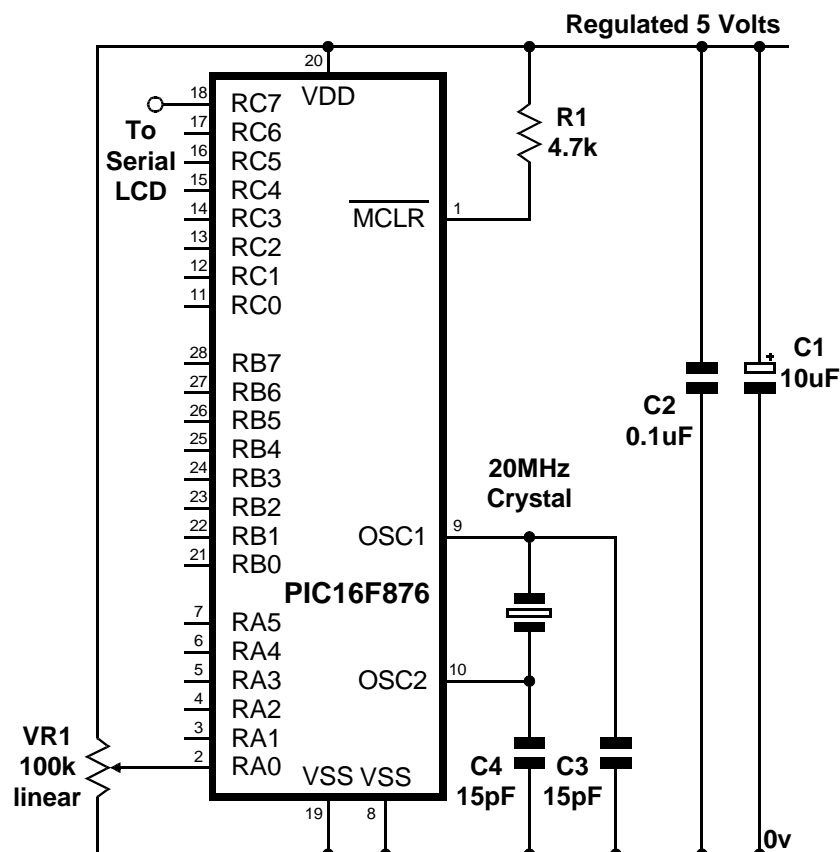 Regulated 5 Volts
20
VDD
18
RC7
17
RC6
16
RC5
15
RC4
14
RC3
13
RC2
12
RC1
11
RC0
To
Serial
LCD
R1
4.7k
MCLR
1
28
RB7
27
RB6
26
RB5
25
RB4
24
RB3
23
RB2
22
RB1
21
RB0
C1
+
10uF
C2
0.1uF
20MHz
Crystal
OSC1
9
PIC16F876
7
RA5
6
RA4
5
RA3
4
RA2
3
RA1
2
RA0
OSC2
10
VR1
100k
linear
C4
15pF
C3
15pF
VSS
VSS
19
8
0v